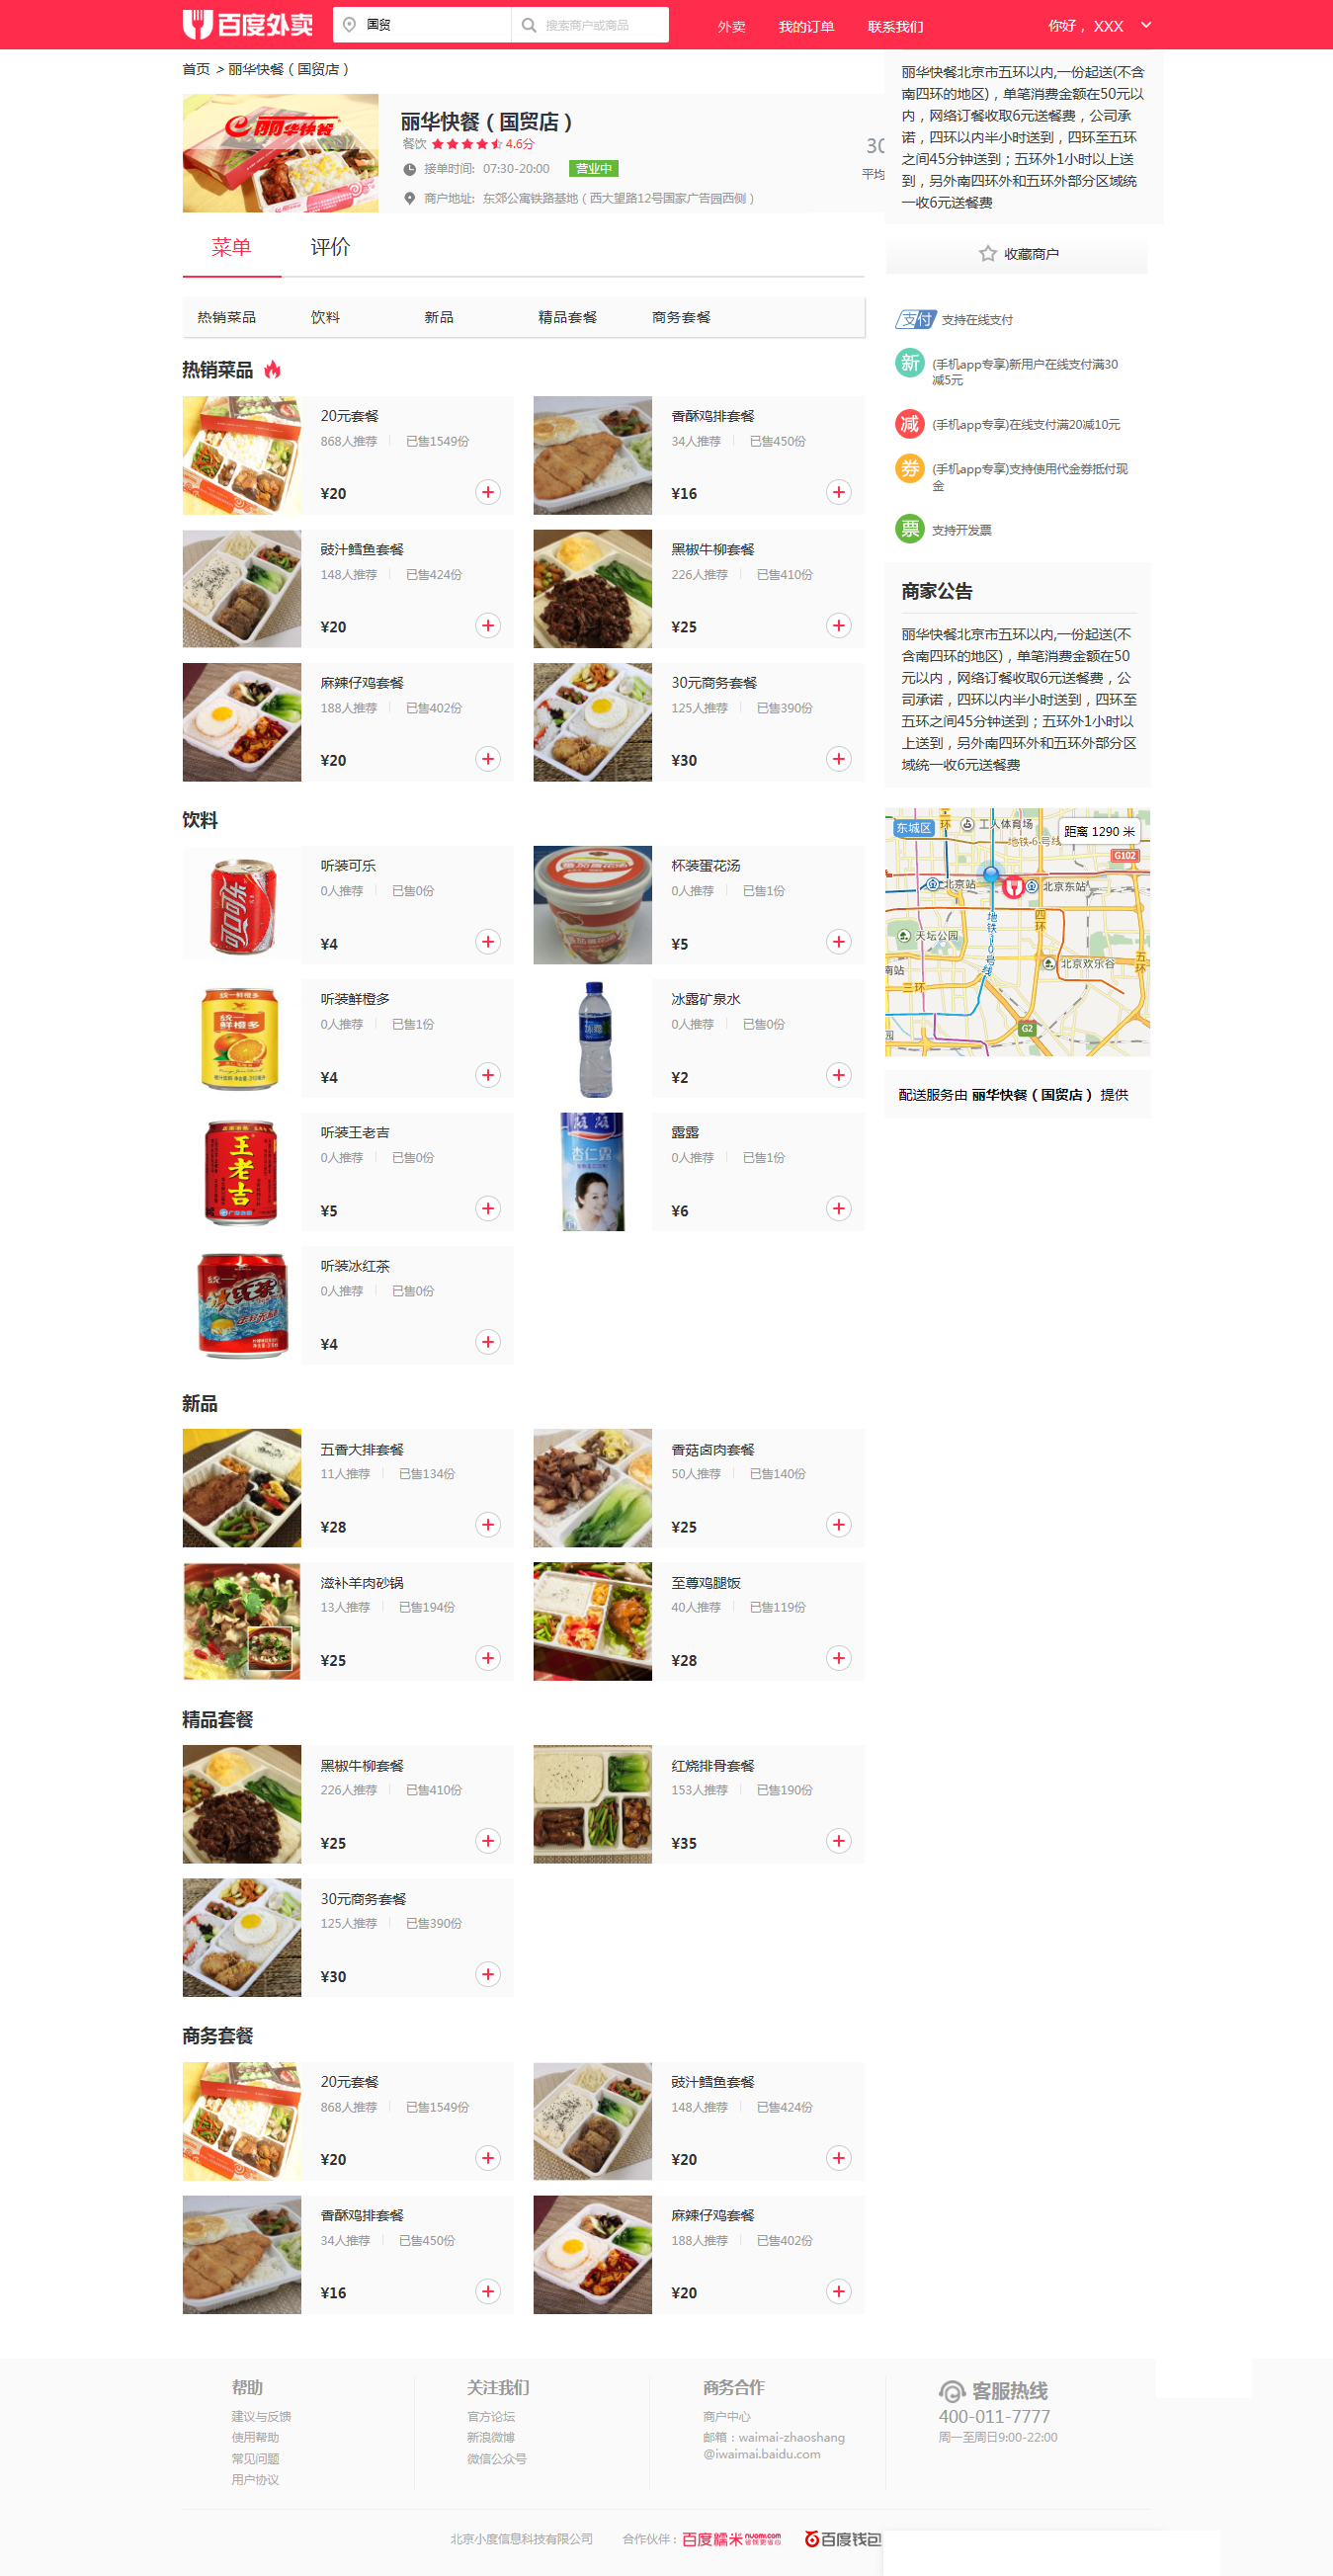 百度外卖
国贸
搜索商户或商品
外卖
我的订单
联系我们
你好， XXX
首页 > 丽华快餐（国贸店）
丽华快餐
丽华快餐（国贸店）
餐饮 4.6分
接单时间: 07:30-20:00 营业中
商户地址: 东郊公寓铁路基地（西大望路12号国家广告园西侧）
30
平均
丽华快餐北京市五环以内,一份起送(不含
南四环的地区)，单笔消费金额在50元以
内，网络订餐收取6元送餐费，公司承
诺，四环以内半小时送到，四环至五环
之间45分钟送到；五环外1小时以上送
到，另外南四环外和五环外部分区域统
一收6元送餐费
菜单
评价
收藏商户
热销菜品
饮料
新品
精品套餐
商务套餐
支付 支持在线支付
新 (手机app专享)新用户在线支付满30
减5元
减 (手机app专享)在线支付满20减10元
券 (手机app专享)支持使用代金券抵付现
金
票 支持开发票
热销菜品
20元套餐
868人推荐 已售1549份
¥20
香酥鸡排套餐
34人推荐 已售450份
¥16
豉汁鳕鱼套餐
148人推荐 已售424份
¥20
黑椒牛柳套餐
226人推荐 已售410份
¥25
麻辣仔鸡套餐
188人推荐 已售402份
¥20
30元商务套餐
125人推荐 已售390份
¥30
商家公告
丽华快餐北京市五环以内,一份起送(不
含南四环的地区)，单笔消费金额在50
元以内，网络订餐收取6元送餐费，公
司承诺，四环以内半小时送到，四环至
五环之间45分钟送到；五环外1小时以
上送到，另外南四环外和五环外部分区
域统一收6元送餐费
饮料
可口可乐
听装可乐
0人推荐 已售0份
¥4
杯装蛋花汤
0人推荐 已售1份
¥5
统一
鲜橙多
听装鲜橙多
0人推荐 已售1份
¥4
冰露
冰露矿泉水
0人推荐 已售0份
¥2
王老吉
听装王老吉
0人推荐 已售0份
¥5
露露
杏仁露
露露
0人推荐 已售1份
¥6
冰红茶
听装冰红茶
0人推荐 已售0份
¥4
东城区
环
工人体育场
距离 1290 米
地铁6号线
G102
北京站
北京东站
地铁10号线
四环
天坛公园
北京欢乐谷
五环
南站
三环
G2
园
配送服务由 丽华快餐（国贸店） 提供
新品
五香大排套餐
11人推荐 已售134份
¥28
香菇卤肉套餐
50人推荐 已售140份
¥25
滋补羊肉砂锅
13人推荐 已售194份
¥25
至尊鸡腿饭
40人推荐 已售119份
¥28
精品套餐
黑椒牛柳套餐
226人推荐 已售410份
¥25
红烧排骨套餐
153人推荐 已售190份
¥35
30元商务套餐
125人推荐 已售390份
¥30
商务套餐
20元套餐
868人推荐 已售1549份
¥20
豉汁鳕鱼套餐
148人推荐 已售424份
¥20
香酥鸡排套餐
34人推荐 已售450份
¥16
麻辣仔鸡套餐
188人推荐 已售402份
¥20
帮助
建议与反馈
使用帮助
常见问题
用户协议
关注我们
官方论坛
新浪微博
微信公众号
商务合作
商户中心
邮箱：waimai-zhaoshang
@iwaimai.baidu.com
客服热线
400-011-7777
周一至周日9:00-22:00
北京小度信息科技有限公司
合作伙伴：
百度糯米 nuomi.com
百度钱包